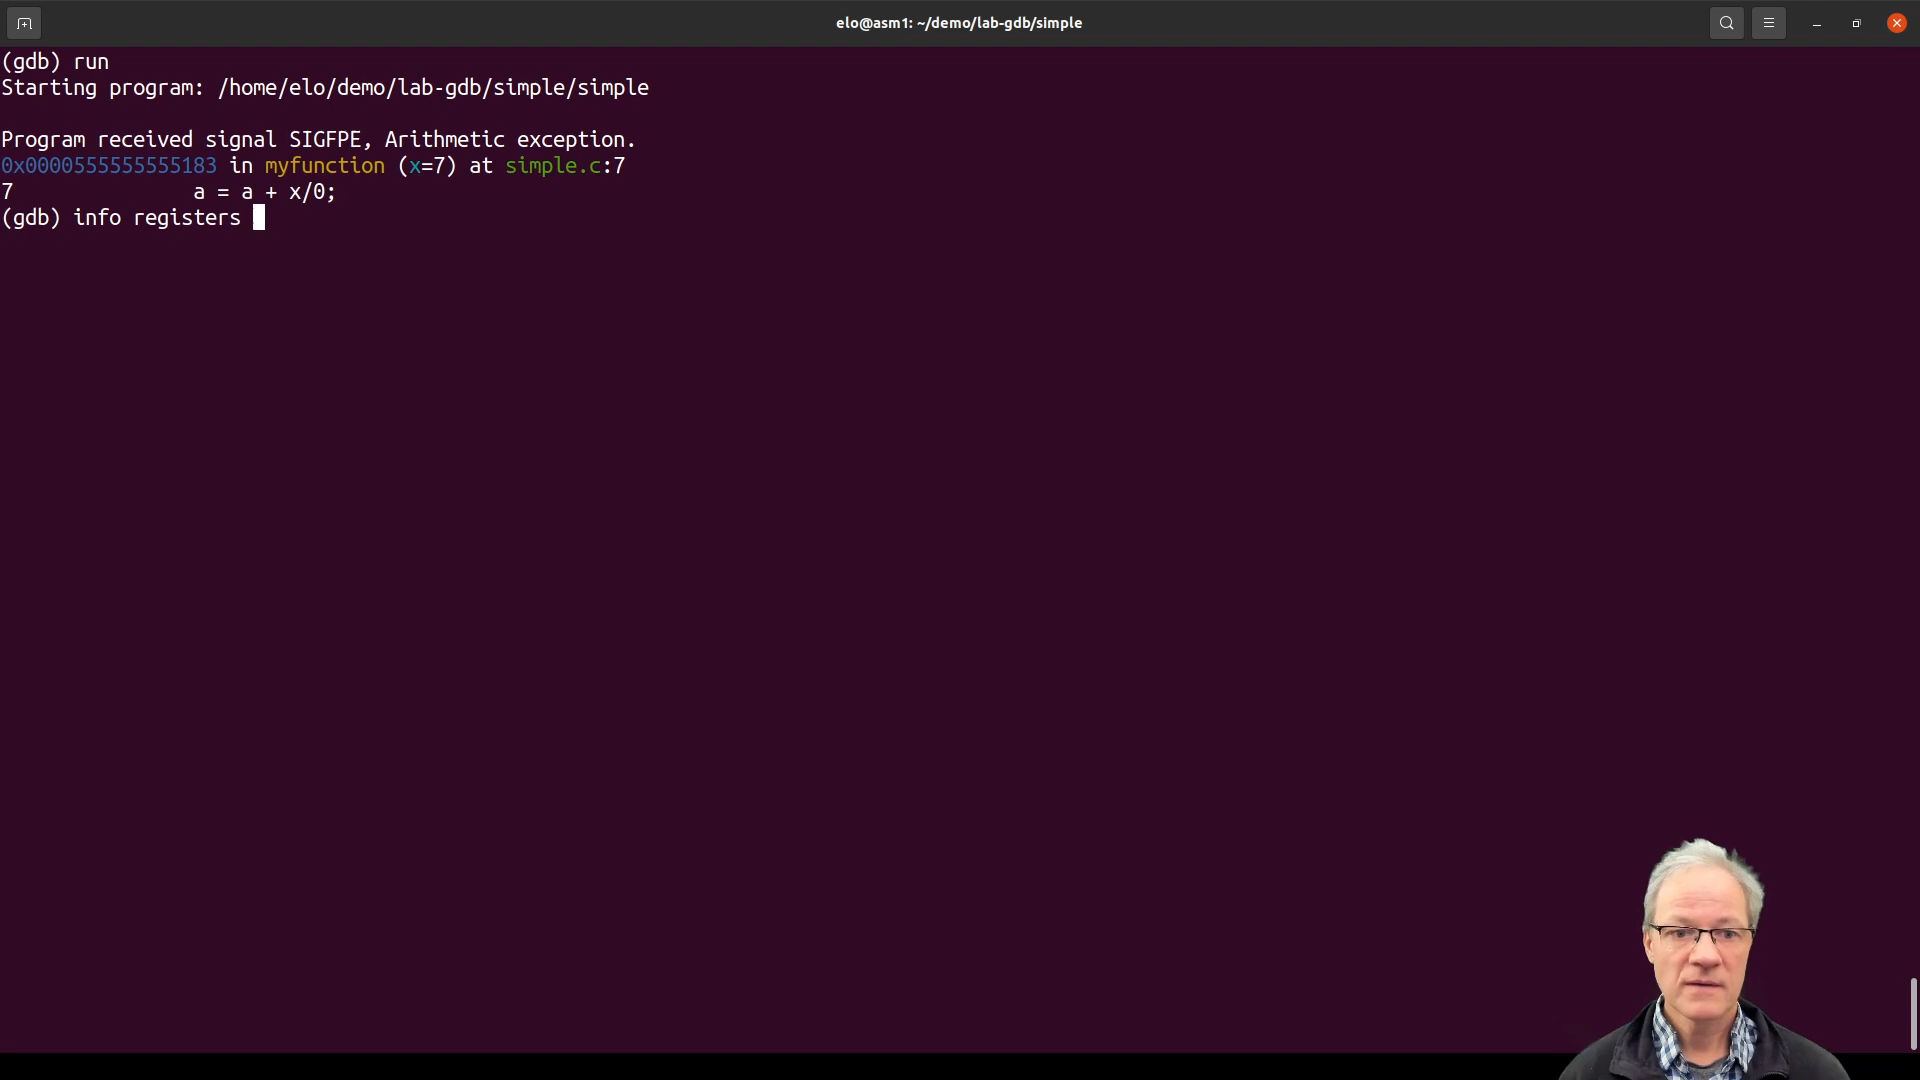 elo@asm1: ~/demo/lab-gdb/simple
(gdb) run
Starting program: /home/elo/demo/lab-gdb/simple/simple
Program received signal SIGFPE, Arithmetic exception.
0x0000555555555183 in myfunction (x=7) at simple.c:7
7               a = a + x/0;
(gdb) info registers